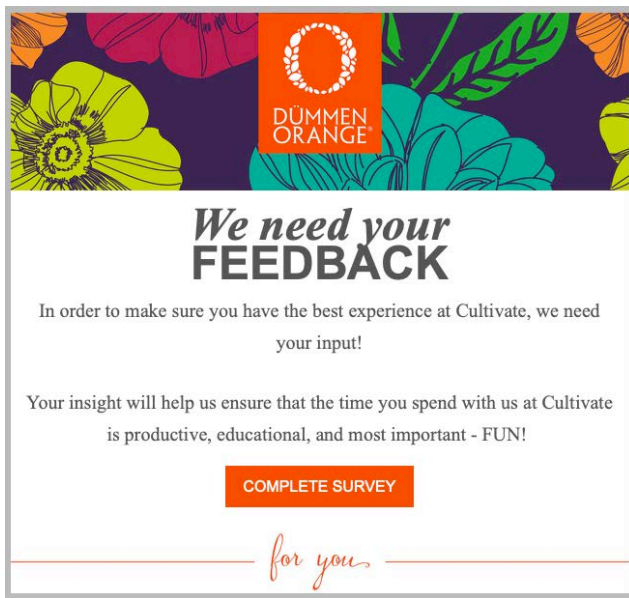 DÜMMEN
ORANGE®
We need your
FEEDBACK
In order to make sure you have the best experience at Cultivate, we need
your input!
Your insight will help us ensure that the time you spend with us at Cultivate
is productive, educational, and most important - FUN!
COMPLETE SURVEY
for you